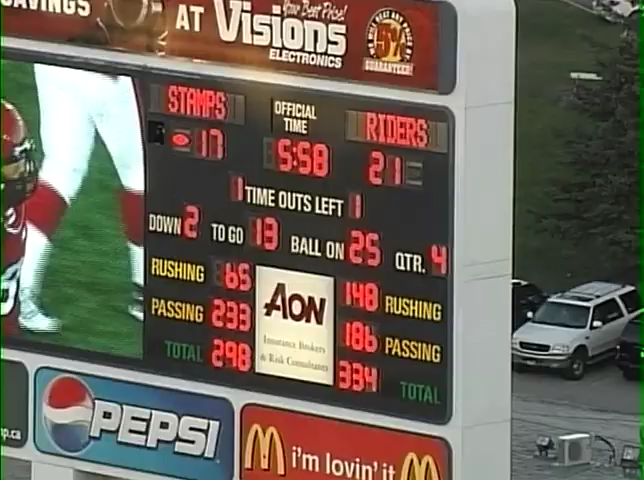 SAVINGS AT Visions
Your Best Price!
ELECTRONICS
GUARANTEED!
STAMPS OFFICIAL TIME RIDERS
17 5:58 21
1 TIME OUTS LEFT 1
DOWN 2 TO GO 13 BALL ON 25 QTR. 4
RUSHING 65 148 RUSHING
PASSING 233 186 PASSING
TOTAL 298 334 TOTAL
AON
Insurance Brokers
& Risk Consultants
PEPSI
i'm lovin' it
np.ca